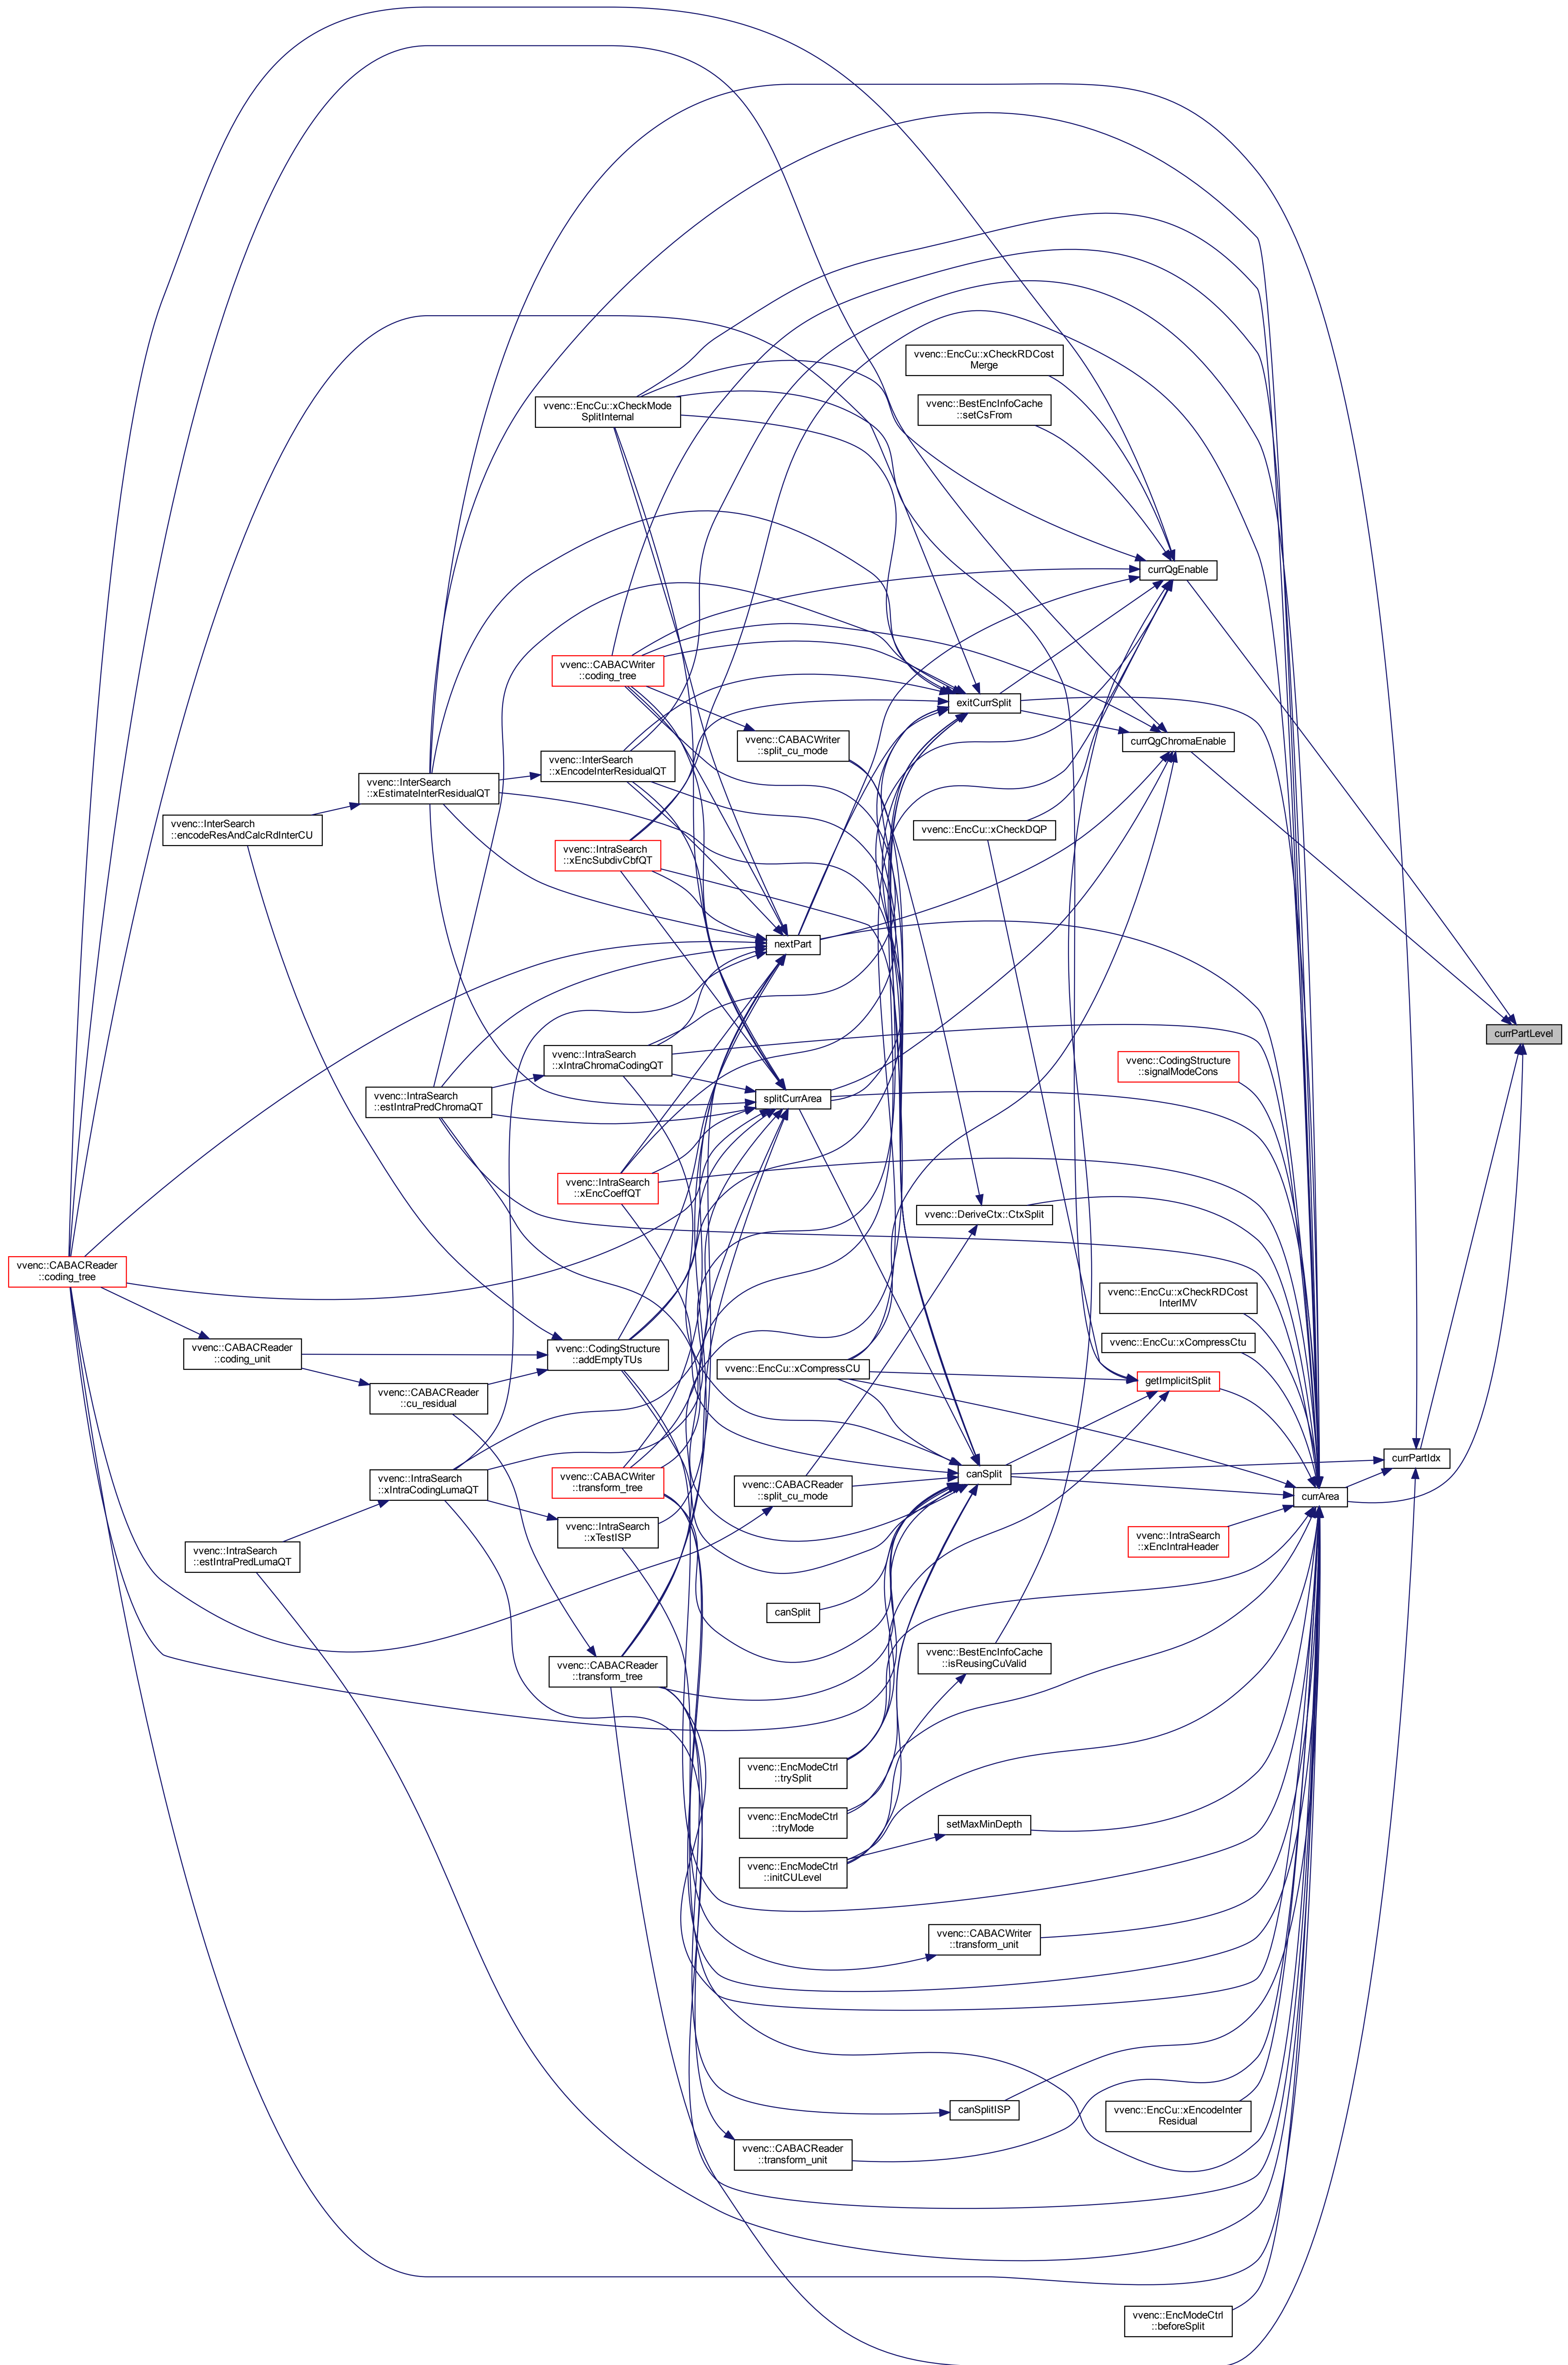 vvenc::EncCu::xCheckRDCost
Merge
vvenc::BestEncInfoCache
::setCsFrom
vvenc::EncCu::xCheckMode
SplitInternal
currQgEnable
vvenc::CABACWriter
::coding_tree
exitCurrSplit
currQgChromaEnable
vvenc::CABACWriter
::split_cu_mode
vvenc::InterSearch
::xEncodeInterResidualQT
vvenc::InterSearch
::xEstimateInterResidualQT
vvenc::InterSearch
::encodeResAndCalcRdInterCU
vvenc::EncCu::xCheckDQP
vvenc::IntraSearch
::xEncSubdivCbfQT
nextPart
currPartLevel
vvenc::CodingStructure
::signalModeCons
vvenc::IntraSearch
::xIntraChromaCodingQT
vvenc::IntraSearch
::estIntraPredChromaQT
splitCurrArea
vvenc::IntraSearch
::xEncCoeffQT
vvenc::DeriveCtx::CtxSplit
vvenc::CABACReader
::coding_tree
vvenc::EncCu::xCheckRDCost
InterIMV
vvenc::EncCu::xCompressCtu
vvenc::CABACReader
::coding_unit
vvenc::CodingStructure
::addEmptyTUs
vvenc::EncCu::xCompressCU
getImplicitSplit
vvenc::CABACReader
::cu_residual
currPartIdx
vvenc::IntraSearch
::xIntraCodingLumaQT
vvenc::CABACWriter
::transform_tree
vvenc::CABACReader
::split_cu_mode
canSplit
currArea
vvenc::IntraSearch
::xTestISP
vvenc::IntraSearch
::xEncIntraHeader
vvenc::IntraSearch
::estIntraPredLumaQT
canSplit
vvenc::BestEncInfoCache
::isReusingCuValid
vvenc::CABACReader
::transform_tree
vvenc::EncModeCtrl
::trySplit
vvenc::EncModeCtrl
::tryMode
setMaxMinDepth
vvenc::EncModeCtrl
::initCULevel
vvenc::CABACWriter
::transform_unit
canSplitISP
vvenc::EncCu::xEncodeInter
Residual
vvenc::CABACReader
::transform_unit
vvenc::EncModeCtrl
::beforeSplit